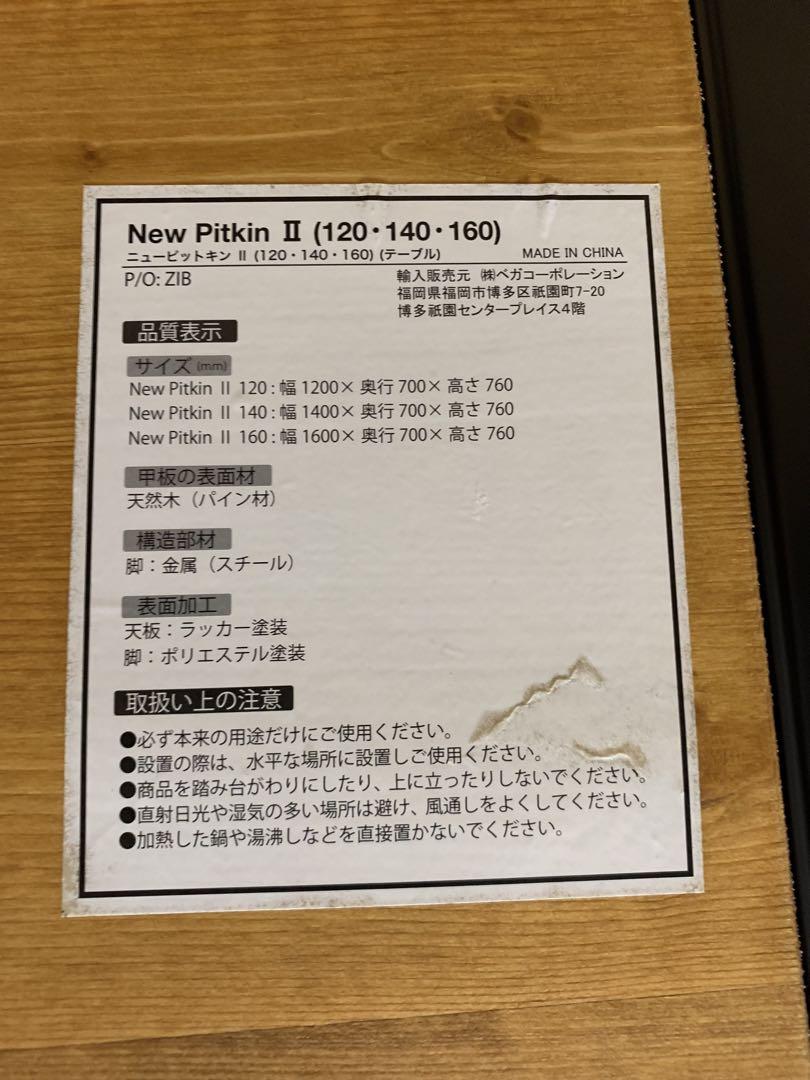 New Pitkin Ⅱ (120・140・160)
ニューピットキン Ⅱ (120・140・160) (テーブル)
MADE IN CHINA
P/O: ZIB
輸入販売元 ㈱ベガコーポレーション
福岡県福岡市博多区祇園町7-20
博多祇園センタープレイス4階
品質表示
サイズ(mm)
New Pitkin Ⅱ 120 : 幅 1200× 奥行 700× 高さ 760
New Pitkin Ⅱ 140 : 幅 1400× 奥行 700× 高さ 760
New Pitkin Ⅱ 160 : 幅 1600× 奥行 700× 高さ 760
甲板の表面材
天然木（パイン材）
構造部材
脚：金属（スチール）
表面加工
天板：ラッカー塗装
脚：ポリエステル塗装
取扱い上の注意
●必ず本来の用途だけにご使用ください。
●設置の際は、水平な場所に設置しご使用ください。
●商品を踏み台がわりにしたり、上に立ったりしないでください。
●直射日光や湿気の多い場所は避け、風通しをよくしてください。
●加熱した鍋や湯沸しなどを直接置かないでください。